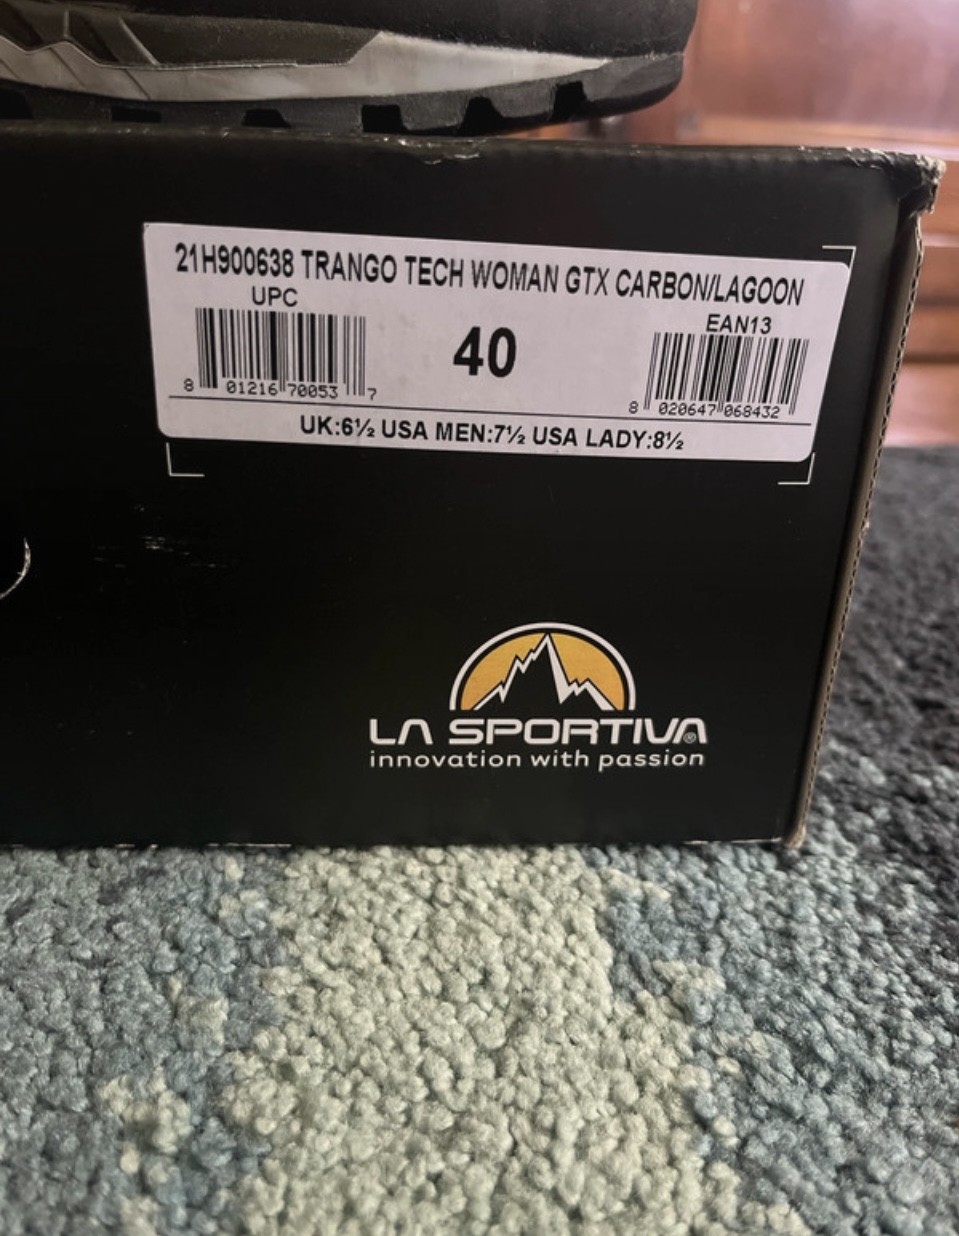 21H900638 TRANGO TECH WOMAN GTX CARBON/LAGOON
UPC
EAN13
40
8 01216 70053 7
8 020647 068432
UK:6½ USA MEN:7½ USA LADY:8½
LA SPORTIVA®
innovation with passion